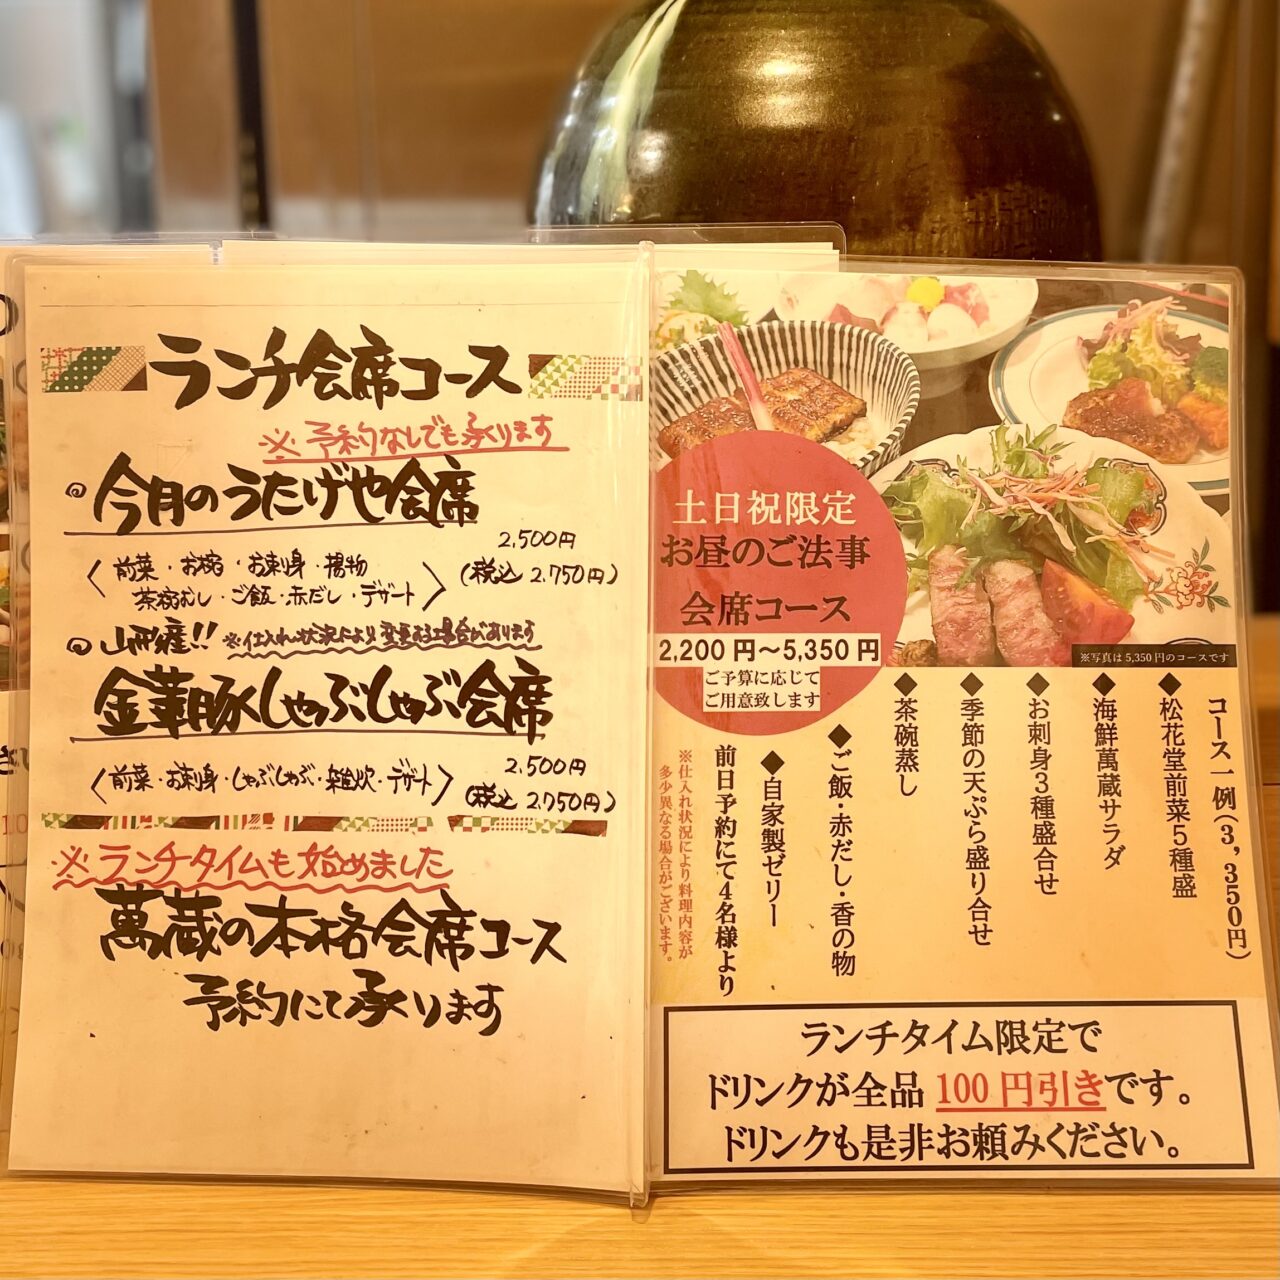 ランチ会席コース
※予約なしでも承ります
今月のうたげや会席
2,500円
〈前菜・お椀・お刺身・揚物
(税込 2.750円)
茶碗むし・ご飯・赤だし・デザート〉
山形産!! ※仕入れ状況により変更する場合があります
金華豚しゃぶしゃぶ会席
2,500円
〈前菜・お刺身・しゃぶしゃぶ・雑炊・デザート〉
(税込 2.750円)
※ランチタイムも始めました
萬蔵の本格会席コース
予約にて承ります
土日祝限定
お昼のご法事
会席コース
2,200 円～5,350 円
ご予算に応じて
ご用意致します
※写真は 5,350 円のコースです
コース一例(3,350円)
◆松花堂前菜5種盛
◆海鮮萬蔵サラダ
◆お刺身3種盛合せ
◆季節の天ぷら盛り合せ
◆茶碗蒸し
◆ご飯・赤だし・香の物
◆自家製ゼリー
前日予約にて4名様より
※仕入れ状況により料理内容が
多少異なる場合がございます。
ランチタイム限定で
ドリンクが全品 100 円引きです。
ドリンクも是非お頼みください。